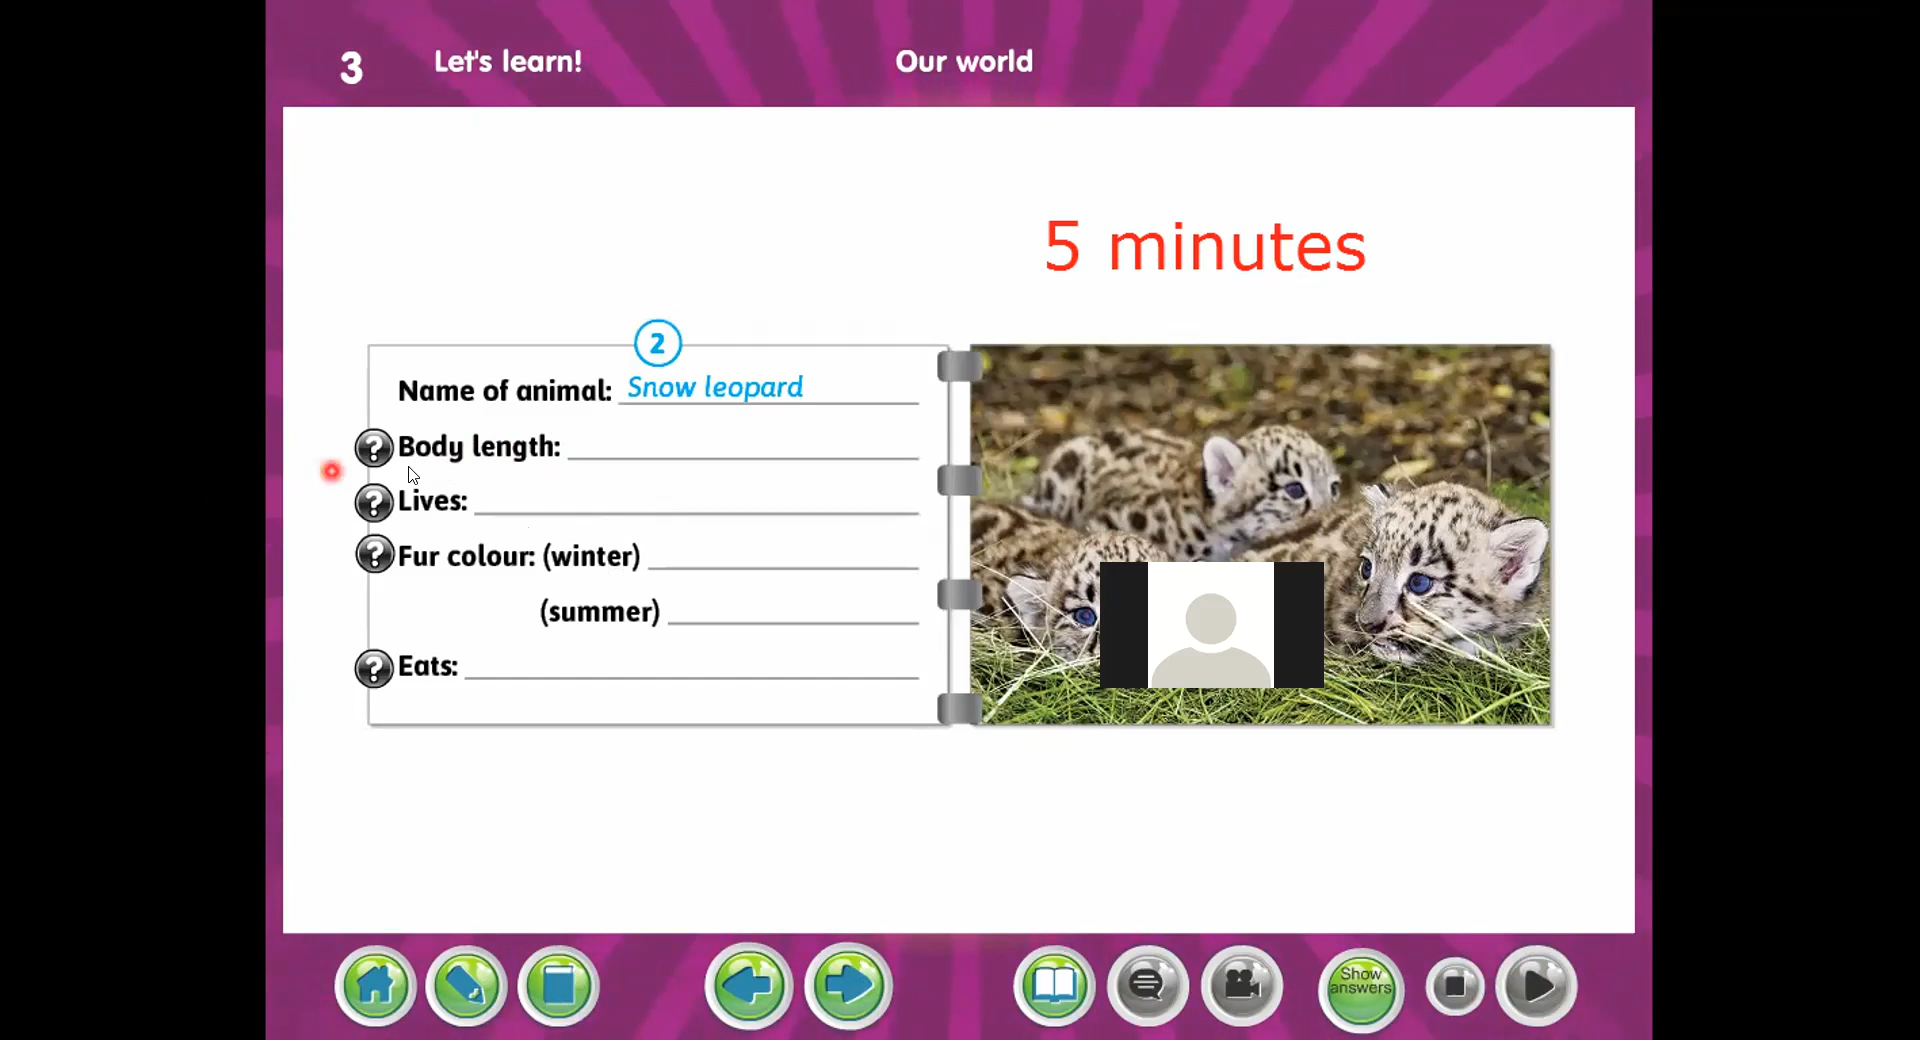 3 Let's learn! Our world
5 minutes
2
Name of animal: Snow leopard
? Body length:
? Lives:
? Fur colour: (winter)
(summer)
? Eats:
Show answers